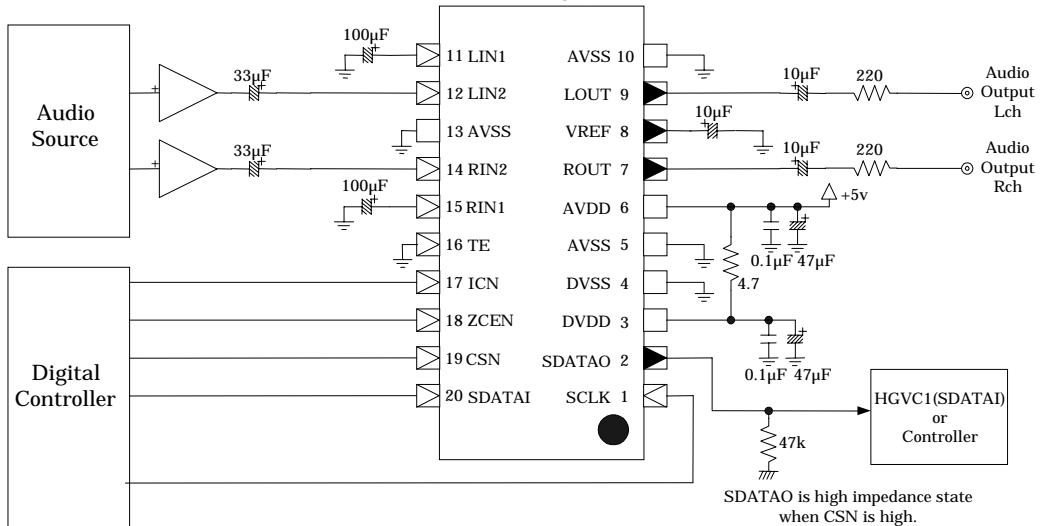 100μF
11 LIN1
AVSS 10
10μF
220
Audio
Output
Lch
33μF
12 LIN2
LOUT 9
10μF
Audio
Source
13 AVSS
VREF 8
33μF
14 RIN2
ROUT 7
10μF
220
Audio
Output
Rch
100μF
15 RIN1
AVDD 6
+5v
16 TE
AVSS 5
0.1μF 47μF
4.7
17 ICN
DVSS 4
18 ZCEN
DVDD 3
0.1μF 47μF
19 CSN
SDATAO 2
Digital
Controller
20 SDATAI
SCLK 1
HGVC1(SDATAI)
or
Controller
47k
SDATAO is high impedance state
when CSN is high.